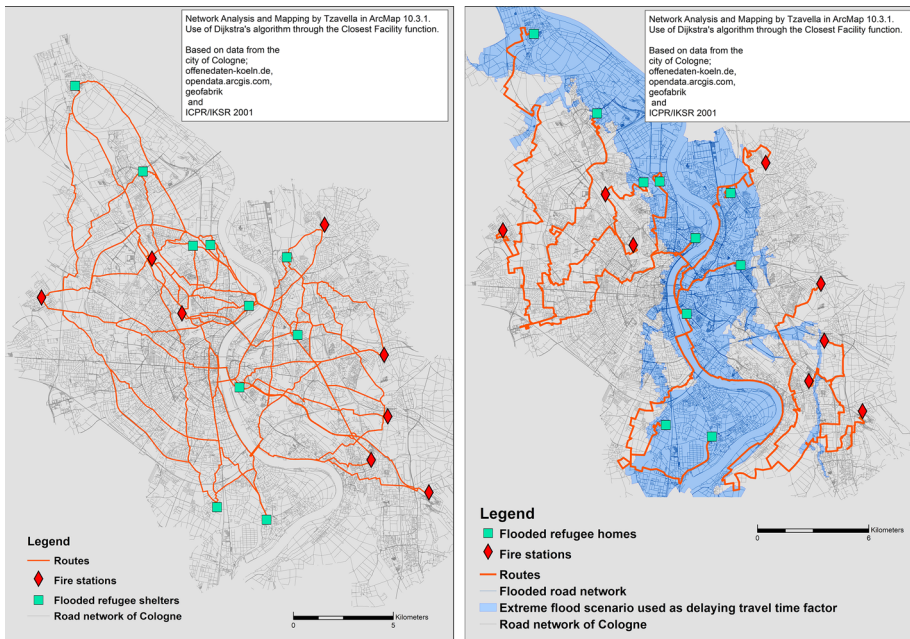 Network Analysis and Mapping by Tzavella in ArcMap 10.3.1.
Use of Dijkstra's algorithm through the Closest Facility function.
Based on data from the
city of Cologne;
offenedaten-koeln.de,
opendata.arcgis.com,
geofabrik
and
ICPR/IKSR 2001
Legend
Routes
Fire stations
Flooded refugee shelters
Road network of Cologne
Kilometers
0
5
Network Analysis and Mapping by Tzavella in ArcMap 10.3.1.
Use of Dijkstra's algorithm through the Closest Facility function.
Based on data from the
city of Cologne;
offenedaten-koeln.de,
opendata.arcgis.com,
geofabrik
and
ICPR/IKSR 2001
Legend
Flooded refugee homes
Fire stations
Routes
Flooded road network
Extreme flood scenario used as delaying travel time factor
Road network of Cologne
Kilometers
0
6